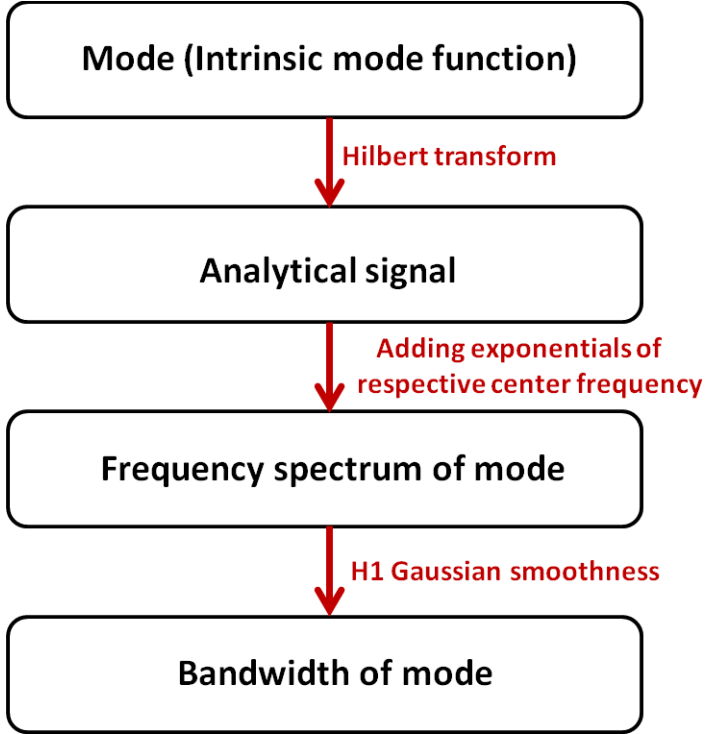 Mode (Intrinsic mode function)
Hilbert transform
Analytical signal
Adding exponentials of
respective center frequency
Frequency spectrum of mode
H1 Gaussian smoothness
Bandwidth of mode